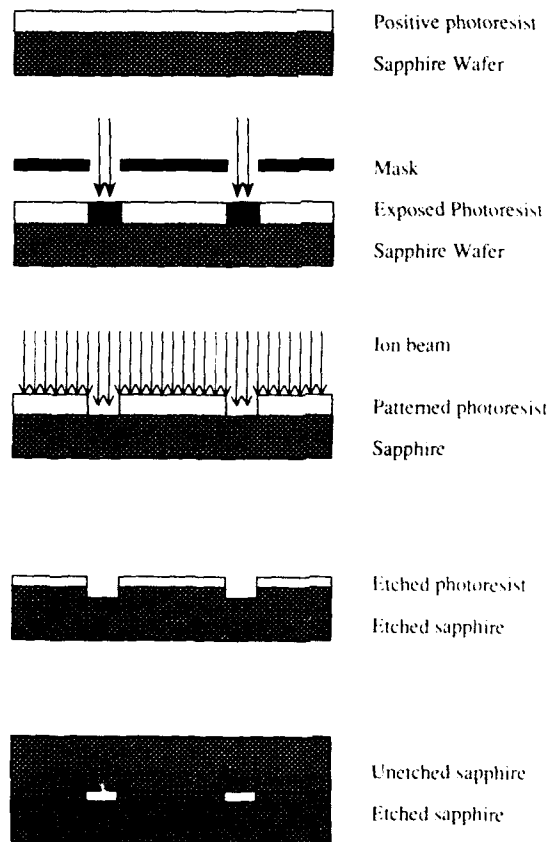 Positive photoresist
Sapphire Wafer
Mask
Exposed Photoresist
Sapphire Wafer
Ion beam
Patterned photoresist
Sapphire
Etched photoresist
Etched sapphire
Unetched sapphire
Etched sapphire